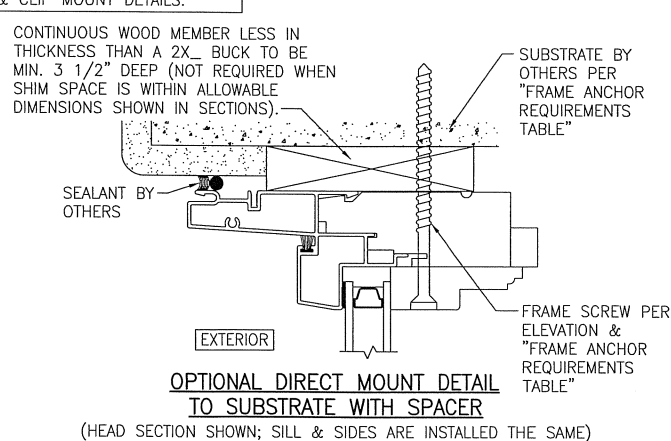 & CLIP MOUNT DETAILS.
CONTINUOUS WOOD MEMBER LESS IN
THICKNESS THAN A 2X_ BUCK TO BE
MIN. 3 1/2" DEEP (NOT REQUIRED WHEN
SHIM SPACE IS WITHIN ALLOWABLE
DIMENSIONS SHOWN IN SECTIONS).
SUBSTRATE BY
OTHERS PER
"FRAME ANCHOR
REQUIREMENTS
TABLE"
SEALANT BY
OTHERS
FRAME SCREW PER
ELEVATION &
"FRAME ANCHOR
REQUIREMENTS
TABLE"
EXTERIOR
OPTIONAL DIRECT MOUNT DETAIL
TO SUBSTRATE WITH SPACER
(HEAD SECTION SHOWN; SILL & SIDES ARE INSTALLED THE SAME)